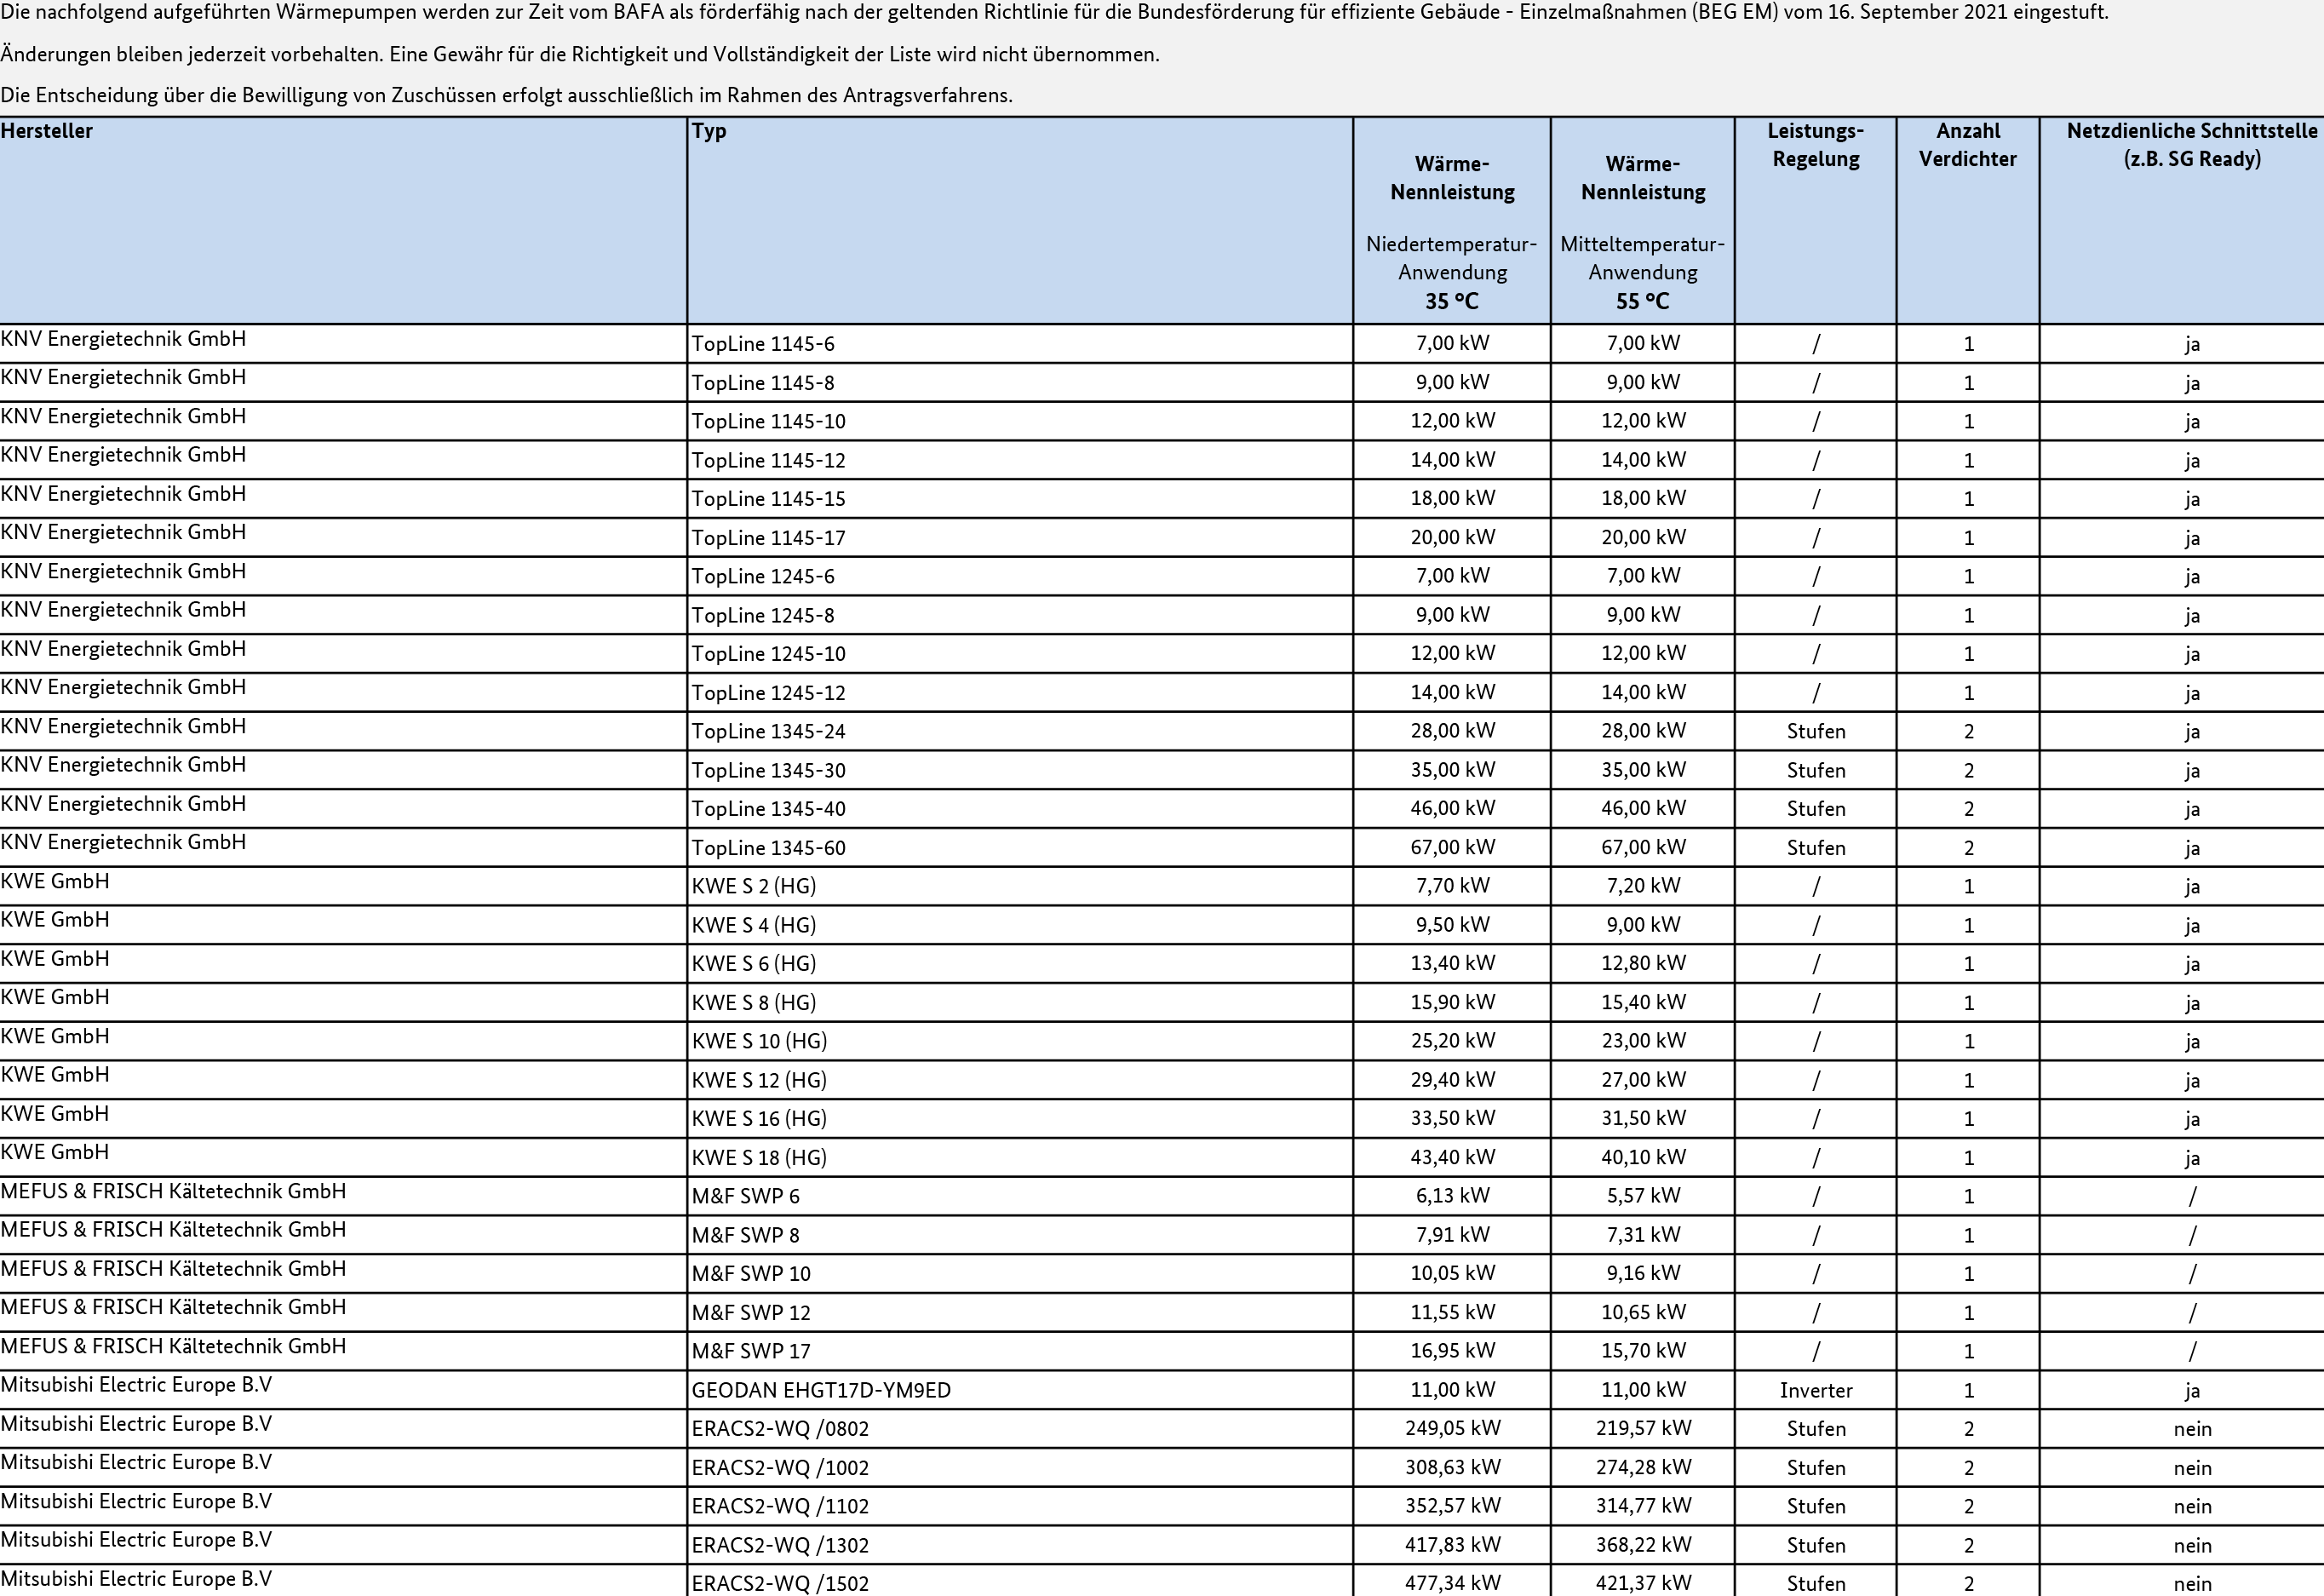 Die nachfolgend aufgeführten Wärmepumpen werden zur Zeit vom BAFA als förderfähig nach der geltenden Richtlinie für die Bundesförderung für effiziente Gebäude - Einzelmaßnahmen (BEG EM) vom 16. September 2021 eingestuft.
Änderungen bleiben jederzeit vorbehalten. Eine Gewähr für die Richtigkeit und Vollständigkeit der Liste wird nicht übernommen.
Die Entscheidung über die Bewilligung von Zuschüssen erfolgt ausschließlich im Rahmen des Antragsverfahrens.
Hersteller Typ Wärme-Nennleistung Niedertemperatur-Anwendung 35 °C Wärme-Nennleistung Mitteltemperatur-Anwendung 55 °C Leistungs-Regelung Anzahl Verdichter Netzdienliche Schnittstelle (z.B. SG Ready)
KNV Energietechnik GmbH TopLine 1145-6 7,00 kW 7,00 kW / 1 ja
KNV Energietechnik GmbH TopLine 1145-8 9,00 kW 9,00 kW / 1 ja
KNV Energietechnik GmbH TopLine 1145-10 12,00 kW 12,00 kW / 1 ja
KNV Energietechnik GmbH TopLine 1145-12 14,00 kW 14,00 kW / 1 ja
KNV Energietechnik GmbH TopLine 1145-15 18,00 kW 18,00 kW / 1 ja
KNV Energietechnik GmbH TopLine 1145-17 20,00 kW 20,00 kW / 1 ja
KNV Energietechnik GmbH TopLine 1245-6 7,00 kW 7,00 kW / 1 ja
KNV Energietechnik GmbH TopLine 1245-8 9,00 kW 9,00 kW / 1 ja
KNV Energietechnik GmbH TopLine 1245-10 12,00 kW 12,00 kW / 1 ja
KNV Energietechnik GmbH TopLine 1245-12 14,00 kW 14,00 kW / 1 ja
KNV Energietechnik GmbH TopLine 1345-24 28,00 kW 28,00 kW Stufen 2 ja
KNV Energietechnik GmbH TopLine 1345-30 35,00 kW 35,00 kW Stufen 2 ja
KNV Energietechnik GmbH TopLine 1345-40 46,00 kW 46,00 kW Stufen 2 ja
KNV Energietechnik GmbH TopLine 1345-60 67,00 kW 67,00 kW Stufen 2 ja
KWE GmbH KWE S 2 (HG) 7,70 kW 7,20 kW / 1 ja
KWE GmbH KWE S 4 (HG) 9,50 kW 9,00 kW / 1 ja
KWE GmbH KWE S 6 (HG) 13,40 kW 12,80 kW / 1 ja
KWE GmbH KWE S 8 (HG) 15,90 kW 15,40 kW / 1 ja
KWE GmbH KWE S 10 (HG) 25,20 kW 23,00 kW / 1 ja
KWE GmbH KWE S 12 (HG) 29,40 kW 27,00 kW / 1 ja
KWE GmbH KWE S 16 (HG) 33,50 kW 31,50 kW / 1 ja
KWE GmbH KWE S 18 (HG) 43,40 kW 40,10 kW / 1 ja
MEFUS & FRISCH Kältetechnik GmbH M&F SWP 6 6,13 kW 5,57 kW / 1 /
MEFUS & FRISCH Kältetechnik GmbH M&F SWP 8 7,91 kW 7,31 kW / 1 /
MEFUS & FRISCH Kältetechnik GmbH M&F SWP 10 10,05 kW 9,16 kW / 1 /
MEFUS & FRISCH Kältetechnik GmbH M&F SWP 12 11,55 kW 10,65 kW / 1 /
MEFUS & FRISCH Kältetechnik GmbH M&F SWP 17 16,95 kW 15,70 kW / 1 /
Mitsubishi Electric Europe B.V GEODAN EHGT17D-YM9ED 11,00 kW 11,00 kW Inverter 1 ja
Mitsubishi Electric Europe B.V ERACS2-WQ /0802 249,05 kW 219,57 kW Stufen 2 nein
Mitsubishi Electric Europe B.V ERACS2-WQ /1002 308,63 kW 274,28 kW Stufen 2 nein
Mitsubishi Electric Europe B.V ERACS2-WQ /1102 352,57 kW 314,77 kW Stufen 2 nein
Mitsubishi Electric Europe B.V ERACS2-WQ /1302 417,83 kW 368,22 kW Stufen 2 nein
Mitsubishi Electric Europe B.V ERACS2-WQ /1502 477,34 kW 421,37 kW Stufen 2 nein